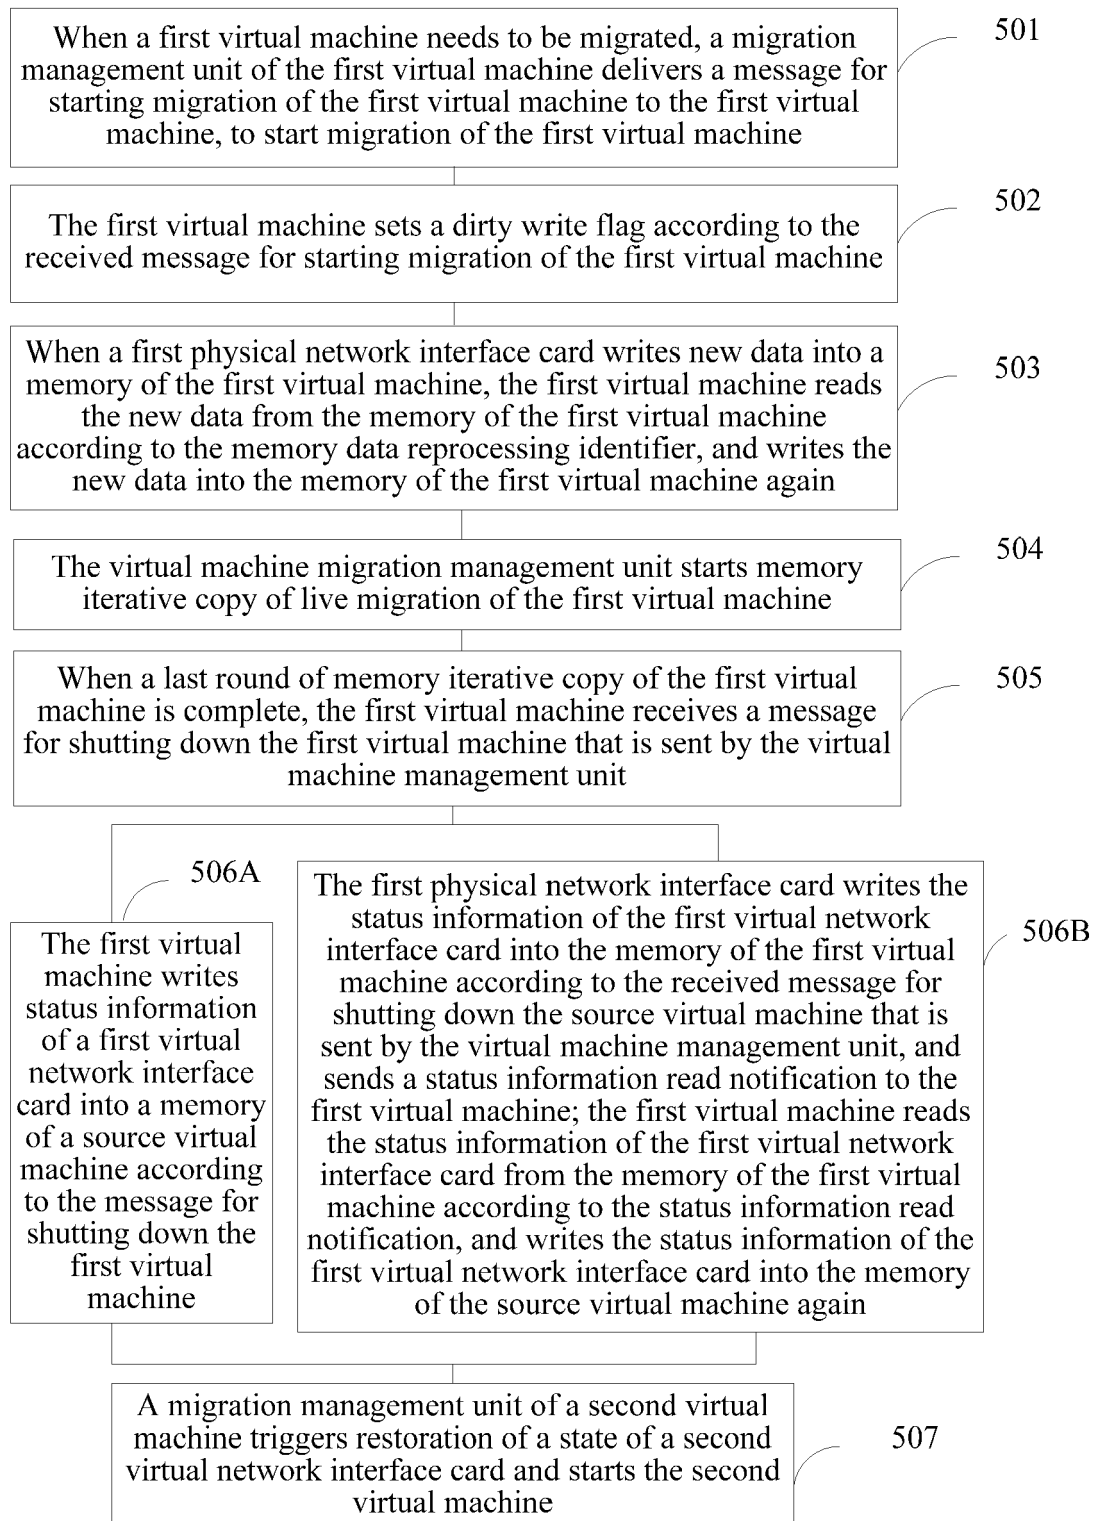 When a first virtual machine needs to be migrated, a migration
management unit of the first virtual machine delivers a message for
starting migration of the first virtual machine to the first virtual
machine, to start migration of the first virtual machine
501
The first virtual machine sets a dirty write flag according to the
received message for starting migration of the first virtual machine
502
When a first physical network interface card writes new data into a
memory of the first virtual machine, the first virtual machine reads
the new data from the memory of the first virtual machine
according to the memory data reprocessing identifier, and writes the
new data into the memory of the first virtual machine again
503
The virtual machine migration management unit starts memory
iterative copy of live migration of the first virtual machine
504
When a last round of memory iterative copy of the first virtual
machine is complete, the first virtual machine receives a message
for shutting down the first virtual machine that is sent by the virtual
machine management unit
505
506A
The first virtual
machine writes
status information
of a first virtual
network interface
card into a memory
of a source virtual
machine according
to the message for
shutting down the
first virtual
machine
The first physical network interface card writes the
status information of the first virtual network
interface card into the memory of the first virtual
machine according to the received message for
shutting down the source virtual machine that is
sent by the virtual machine management unit, and
sends a status information read notification to the
first virtual machine; the first virtual machine reads
the status information of the first virtual network
interface card from the memory of the first virtual
machine according to the status information read
notification, and writes the status information of the
first virtual network interface card into the memory
of the source virtual machine again
506B
A migration management unit of a second virtual
machine triggers restoration of a state of a second
virtual network interface card and starts the second
virtual machine
507